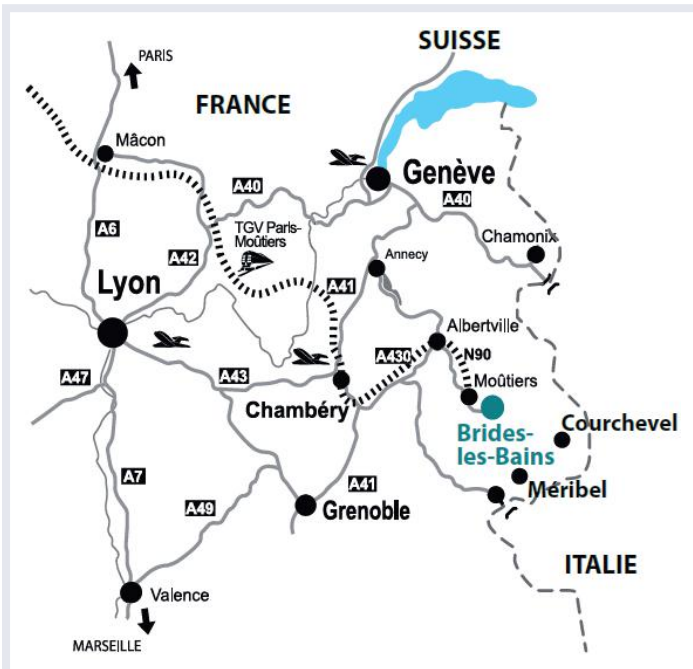 SUISSE
PARIS
FRANCE
Mâcon
Genève
A40
A40
A6
TGV Paris-
Moûtiers
Chamonix
A42
Annecy
Lyon
A41
Albertville
A430
N90
A47
A43
Moûtiers
Chambéry
Brides-
les-Bains
Courchevel
A7
A41
Méribel
A49
Grenoble
ITALIE
Valence
MARSEILLE